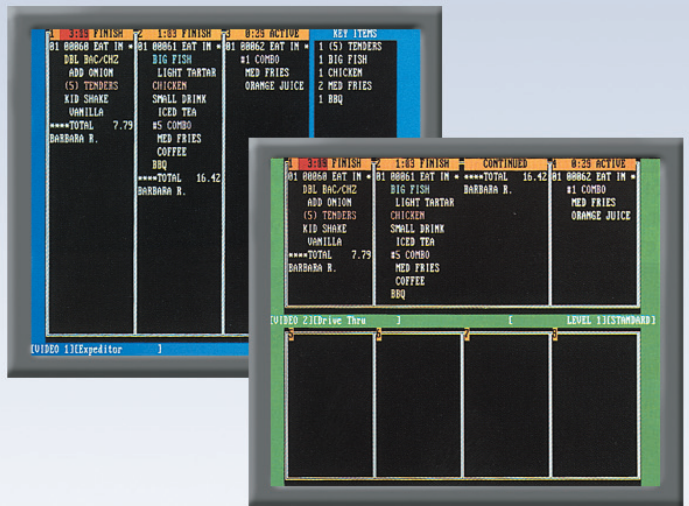 1 3:19 FINISH
01 00060 EAT IN *
DBL BAC/CHZ
ADD ONION
(5) TENDERS
KID SHAKE
VANILLA
****TOTAL 7.79
BARBARA R.
2 1:03 FINISH
01 00061 EAT IN *
BIG FISH
LIGHT TARTAR
CHICKEN
SMALL DRINK
ICED TEA
#5 COMBO
MED FRIES
COFFEE
BBQ
****TOTAL 16.42
BARBARA R.
3 0:29 ACTIVE
01 00062 EAT IN *
#1 COMBO
MED FRIES
ORANGE JUICE
KEY ITEMS
1 (5) TENDERS
1 BIG FISH
1 CHICKEN
2 MED FRIES
1 BBQ
[VIDEO 1][Expeditor ]
1 3:19 FINISH
01 00060 EAT IN *
DBL BAC/CHZ
ADD ONION
(5) TENDERS
KID SHAKE
VANILLA
****TOTAL 7.79
BARBARA R.
2 1:03 FINISH
01 00061 EAT IN *
BIG FISH
LIGHT TARTAR
CHICKEN
SMALL DRINK
ICED TEA
#5 COMBO
MED FRIES
COFFEE
BBQ
CONTINUED
****TOTAL 16.42
BARBARA R.
4 0:29 ACTIVE
01 00062 EAT IN *
#1 COMBO
MED FRIES
ORANGE JUICE
[VIDEO 2][Drive Thru ] [ LEVEL 1][STANDARD]
5 6 7 8